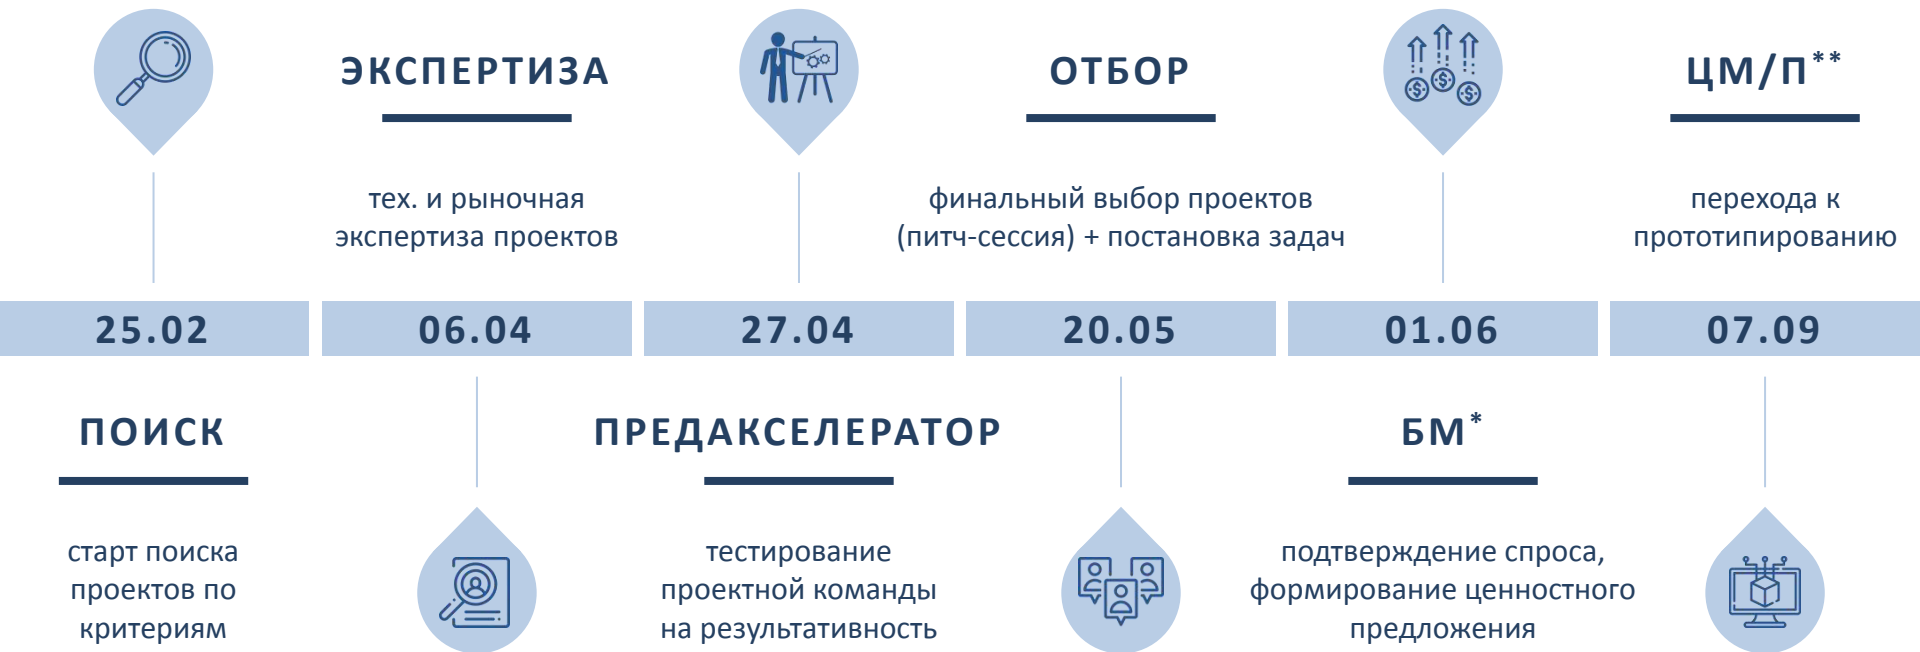 ЭКСПЕРТИЗА
ОТБОР
ЦМ/П**
тех. и рыночная
экспертиза проектов
финальный выбор проектов
(питч-сессия) + постановка задач
перехода к
прототипированию
25.02
06.04
27.04
20.05
01.06
07.09
ПОИСК
ПРЕДАКСЕЛЕРАТОР
БМ*
старт поиска
проектов по
критериям
тестирование
проектной команды
на результативность
подтверждение спроса,
формирование ценностного
предложения